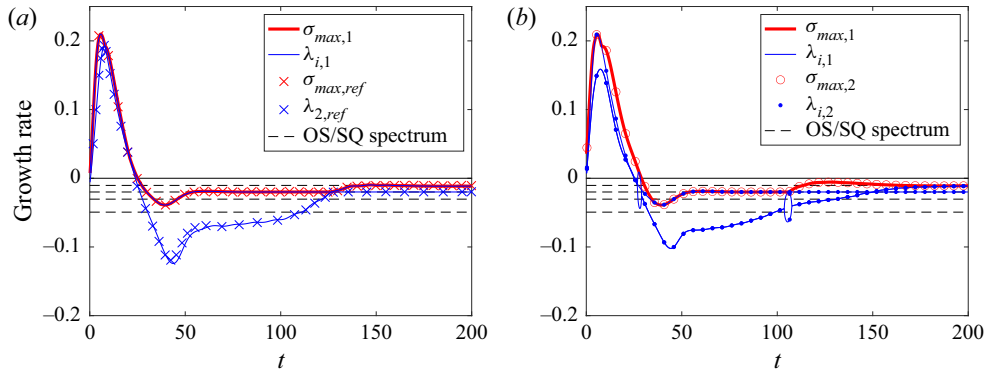 (a)
(b)
0.2
0.1
0
–0.1
–0.2
Growth rate
0
50
100
150
200
t
σmax,1
λi,1
σmax,ref
λ2,ref
OS/SQ spectrum
0.2
0.1
0
–0.1
–0.2
0
50
100
150
200
t
σmax,1
λi,1
σmax,2
λi,2
OS/SQ spectrum